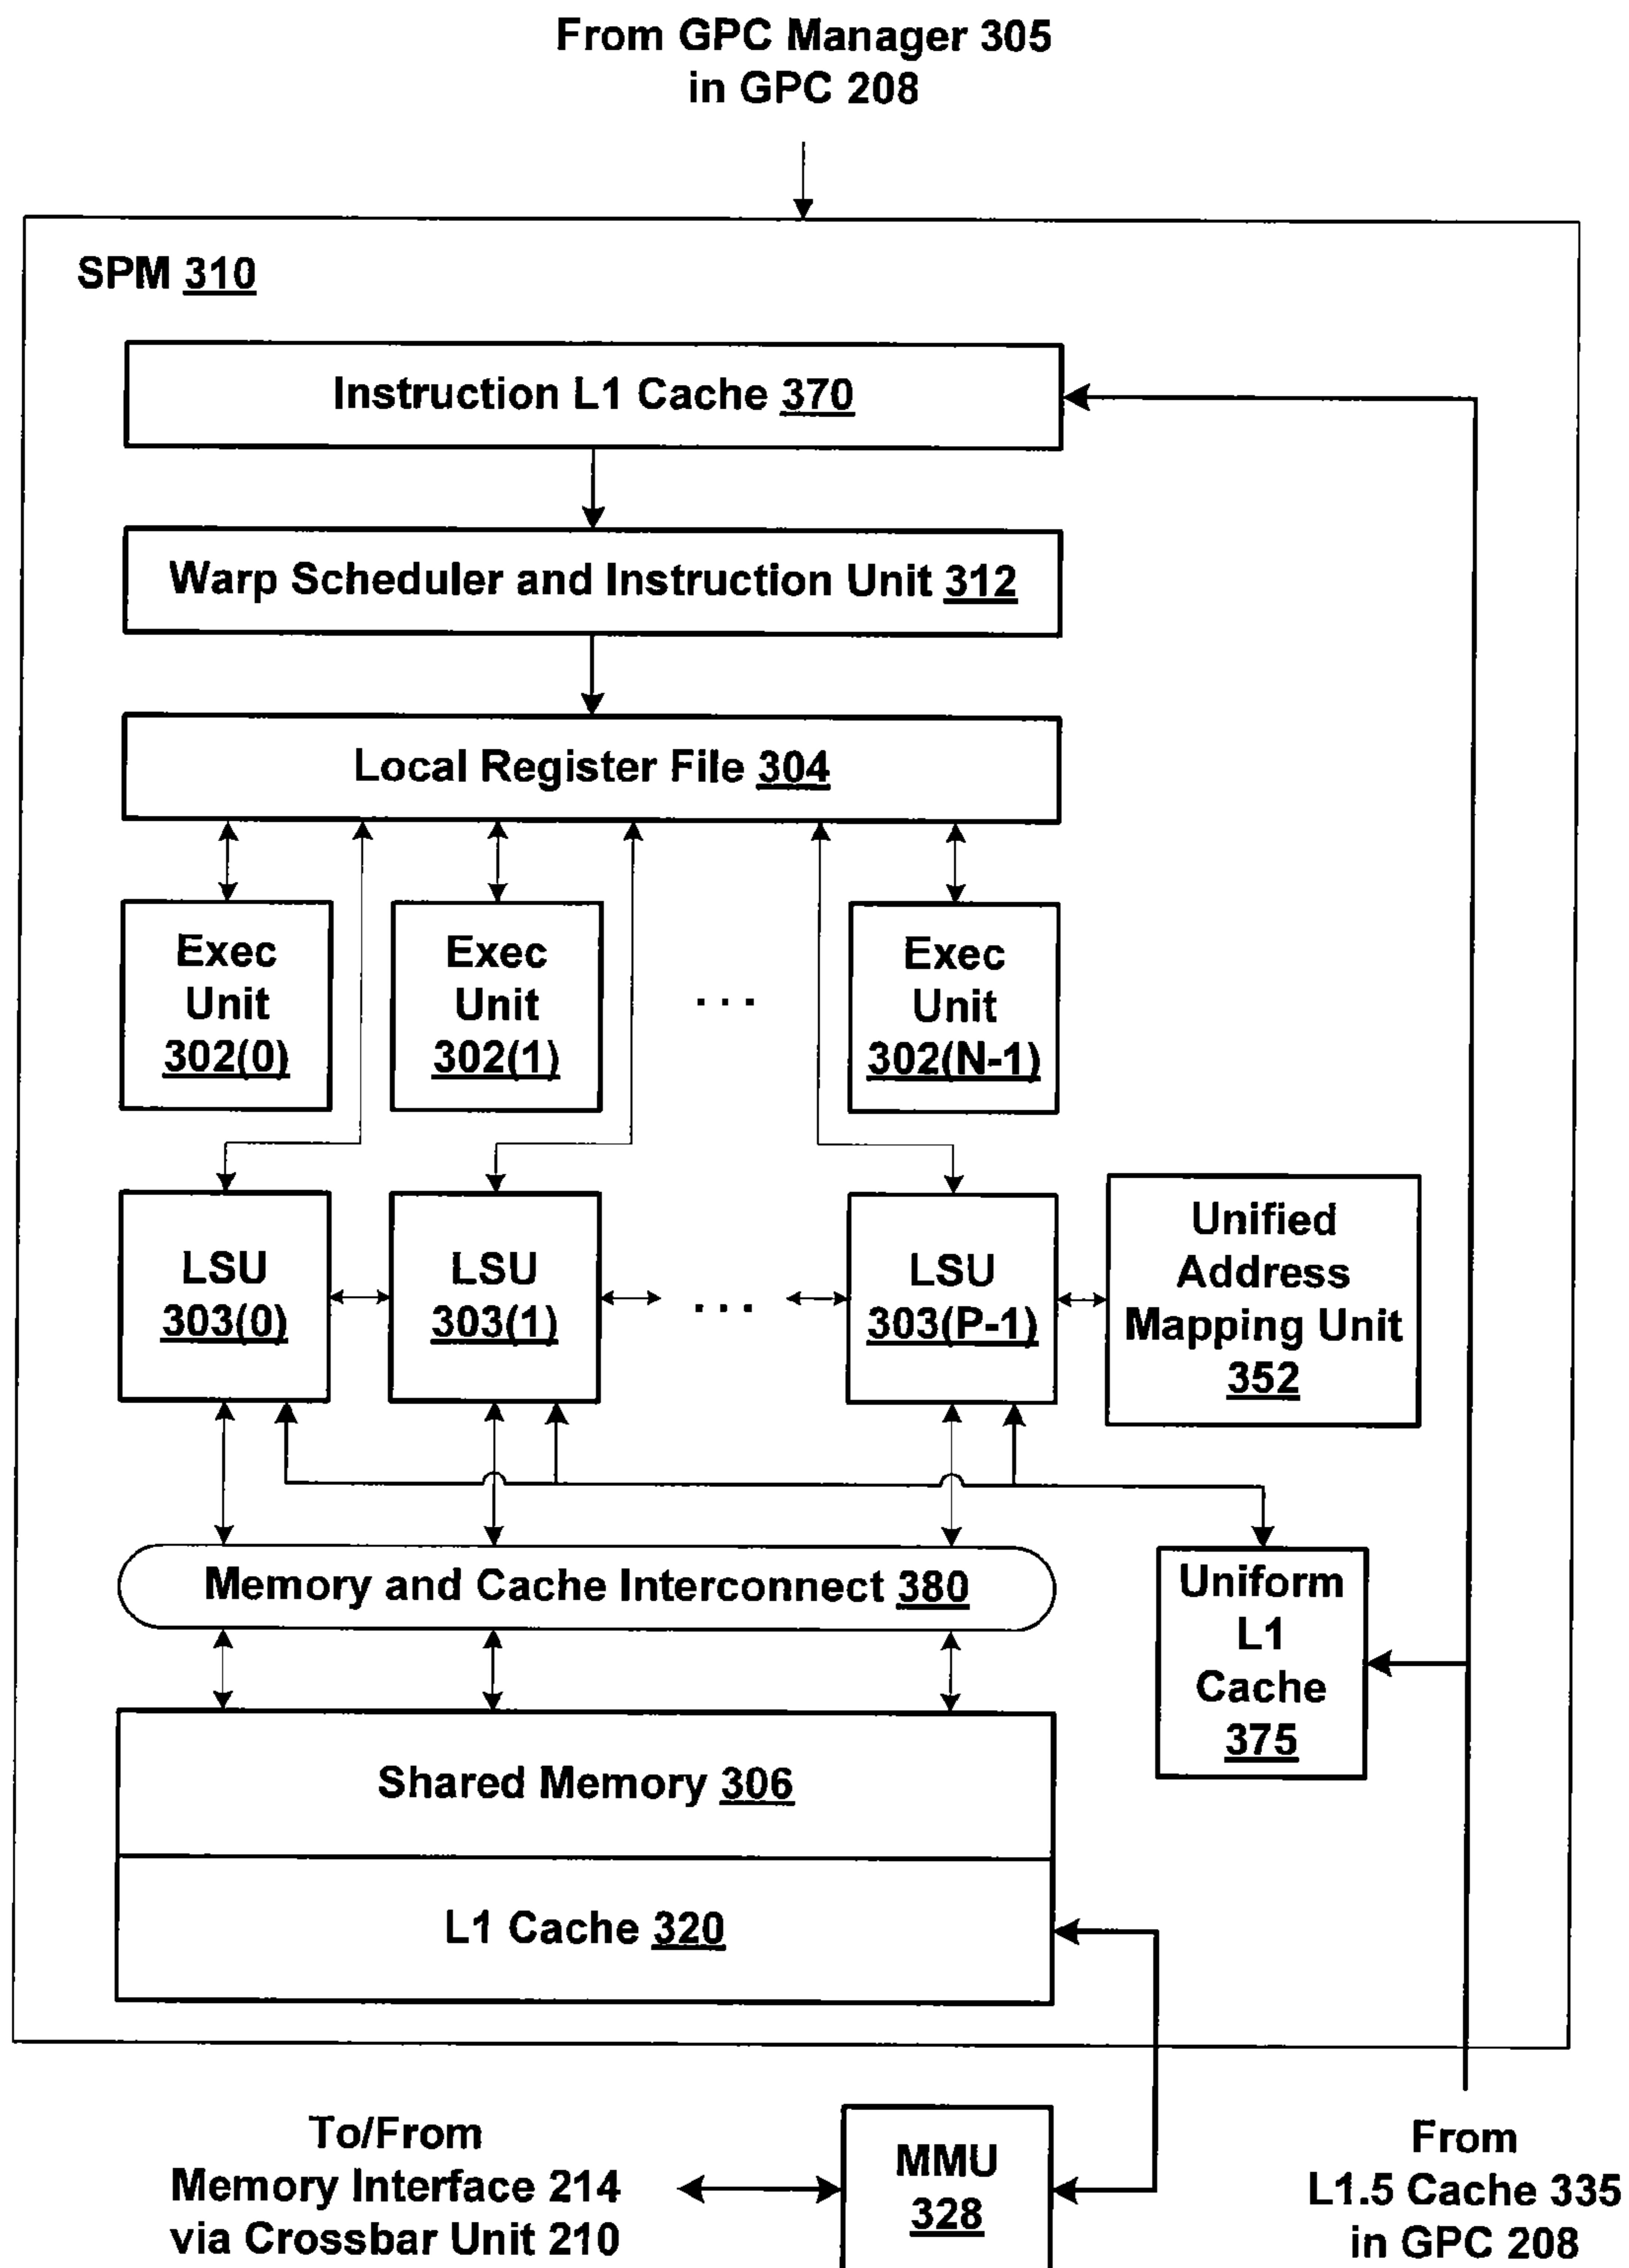 From GPC Manager 305
in GPC 208
SPM 310
Instruction L1 Cache 370
Warp Scheduler and Instruction Unit 312
Local Register File 304
Exec
Unit
302(0)
Exec
Unit
302(1)
. . .
Exec
Unit
302(N-1)
LSU
303(0)
LSU
303(1)
. . .
LSU
303(P-1)
Unified
Address
Mapping Unit
352
Memory and Cache Interconnect 380
Uniform
L1
Cache
375
Shared Memory 306
L1 Cache 320
To/From
Memory Interface 214
via Crossbar Unit 210
MMU
328
From
L1.5 Cache 335
in GPC 208